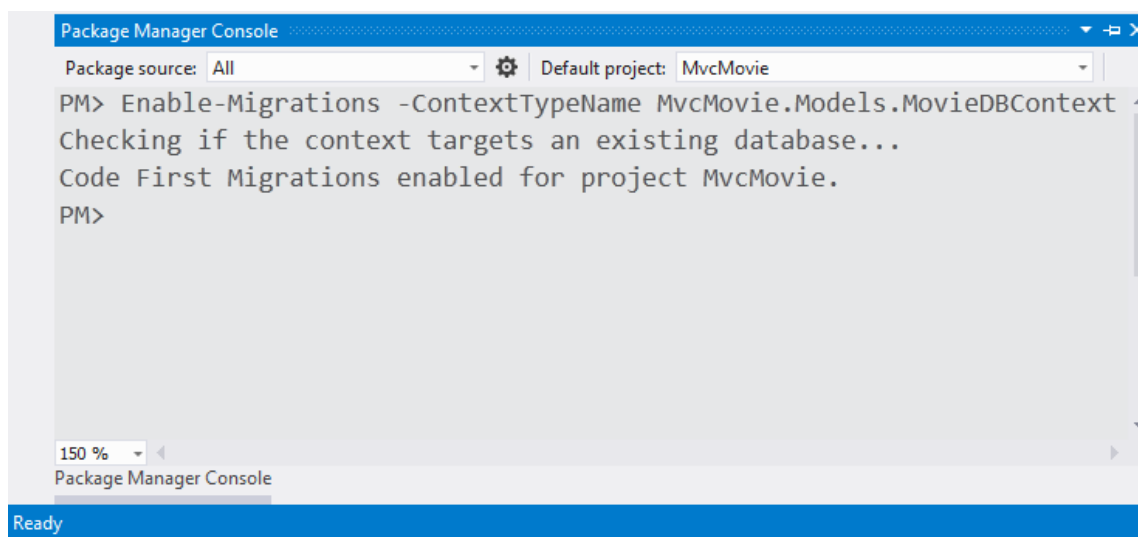 Package Manager Console
Package source: All Default project: MvcMovie
PM> Enable-Migrations -ContextTypeName MvcMovie.Models.MovieDBContext
Checking if the context targets an existing database...
Code First Migrations enabled for project MvcMovie.
PM>
150 %
Package Manager Console
Ready